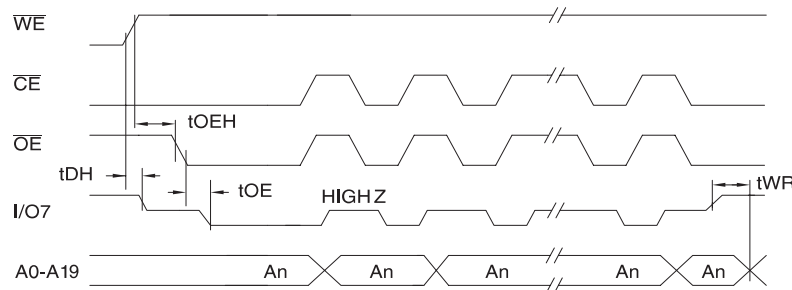 WE
CE
tOEH
OE
tDH
tOE
tWR
HIGH Z
I/O7
A0-A19 An An An An An